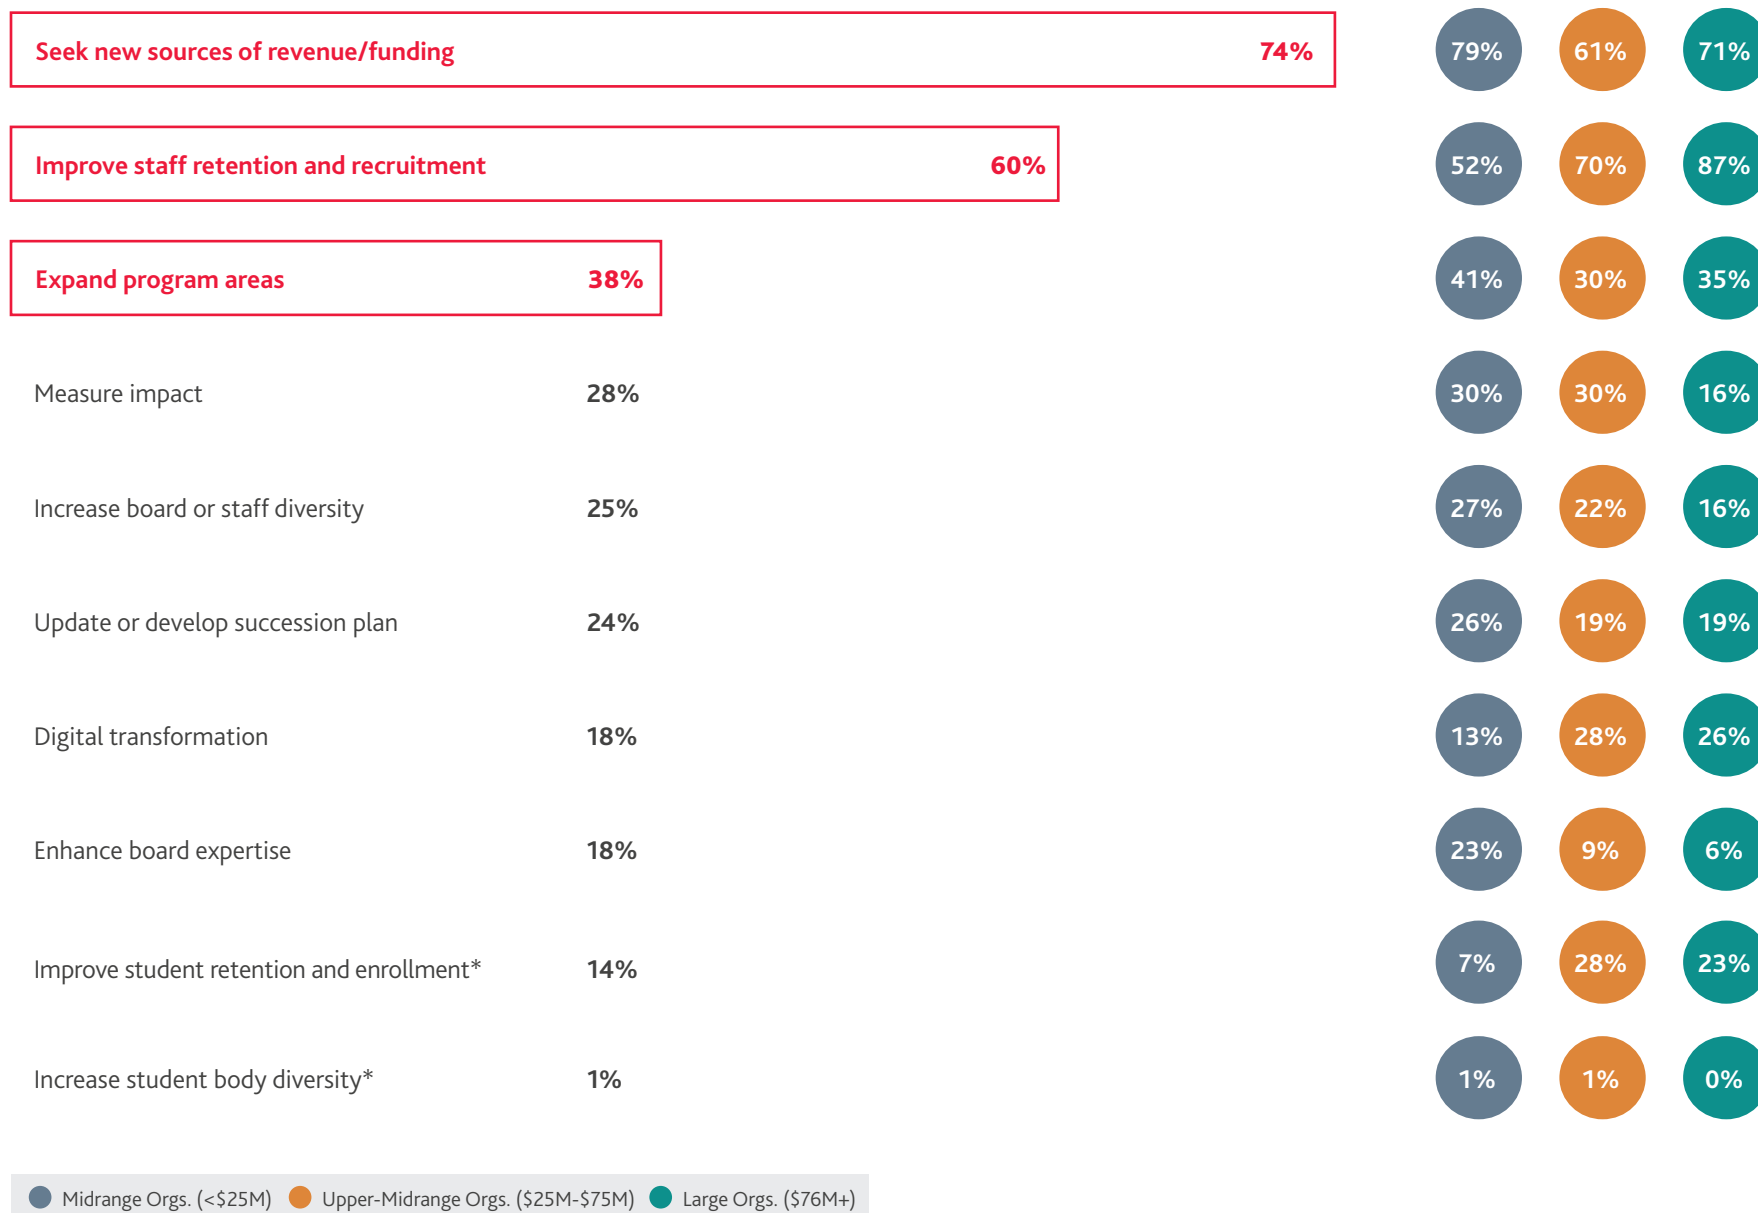 Seek new sources of revenue/funding 74% 79% 61% 71%
Improve staff retention and recruitment 60% 52% 70% 87%
Expand program areas 38% 41% 30% 35%
Measure impact 28% 30% 30% 16%
Increase board or staff diversity 25% 27% 22% 16%
Update or develop succession plan 24% 26% 19% 19%
Digital transformation 18% 13% 28% 26%
Enhance board expertise 18% 23% 9% 6%
Improve student retention and enrollment* 14% 7% 28% 23%
Increase student body diversity* 1% 1% 1% 0%
Midrange Orgs. (<$25M) Upper-Midrange Orgs. ($25M-$75M) Large Orgs. ($76M+)